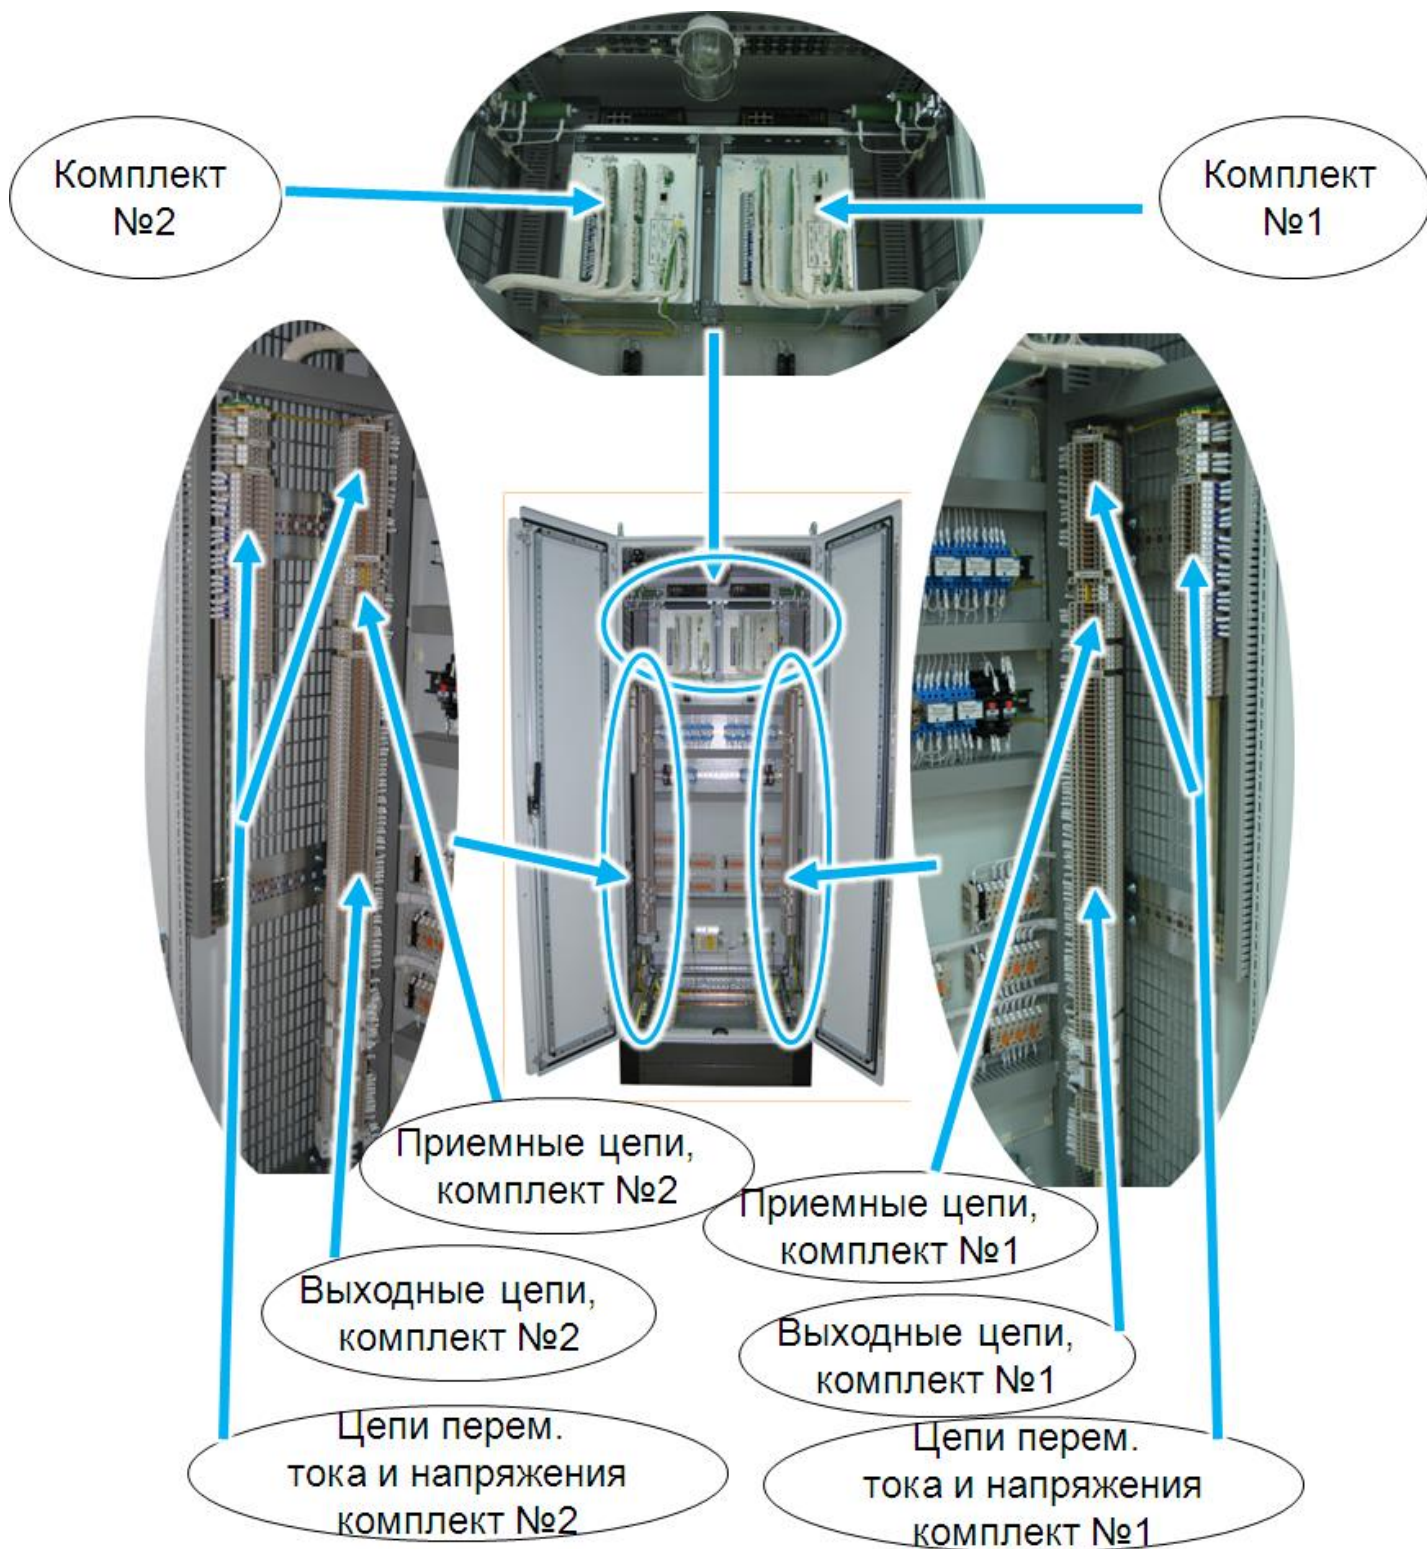 Комплект
№2
Комплект
№1
Приемные цепи,
комплект №2
Приемные цепи,
комплект №1
Выходные цепи,
комплект №2
Выходные цепи,
комплект №1
Цепи перем.
тока и напряжения
комплект №2
Цепи перем.
тока и напряжения
комплект №1